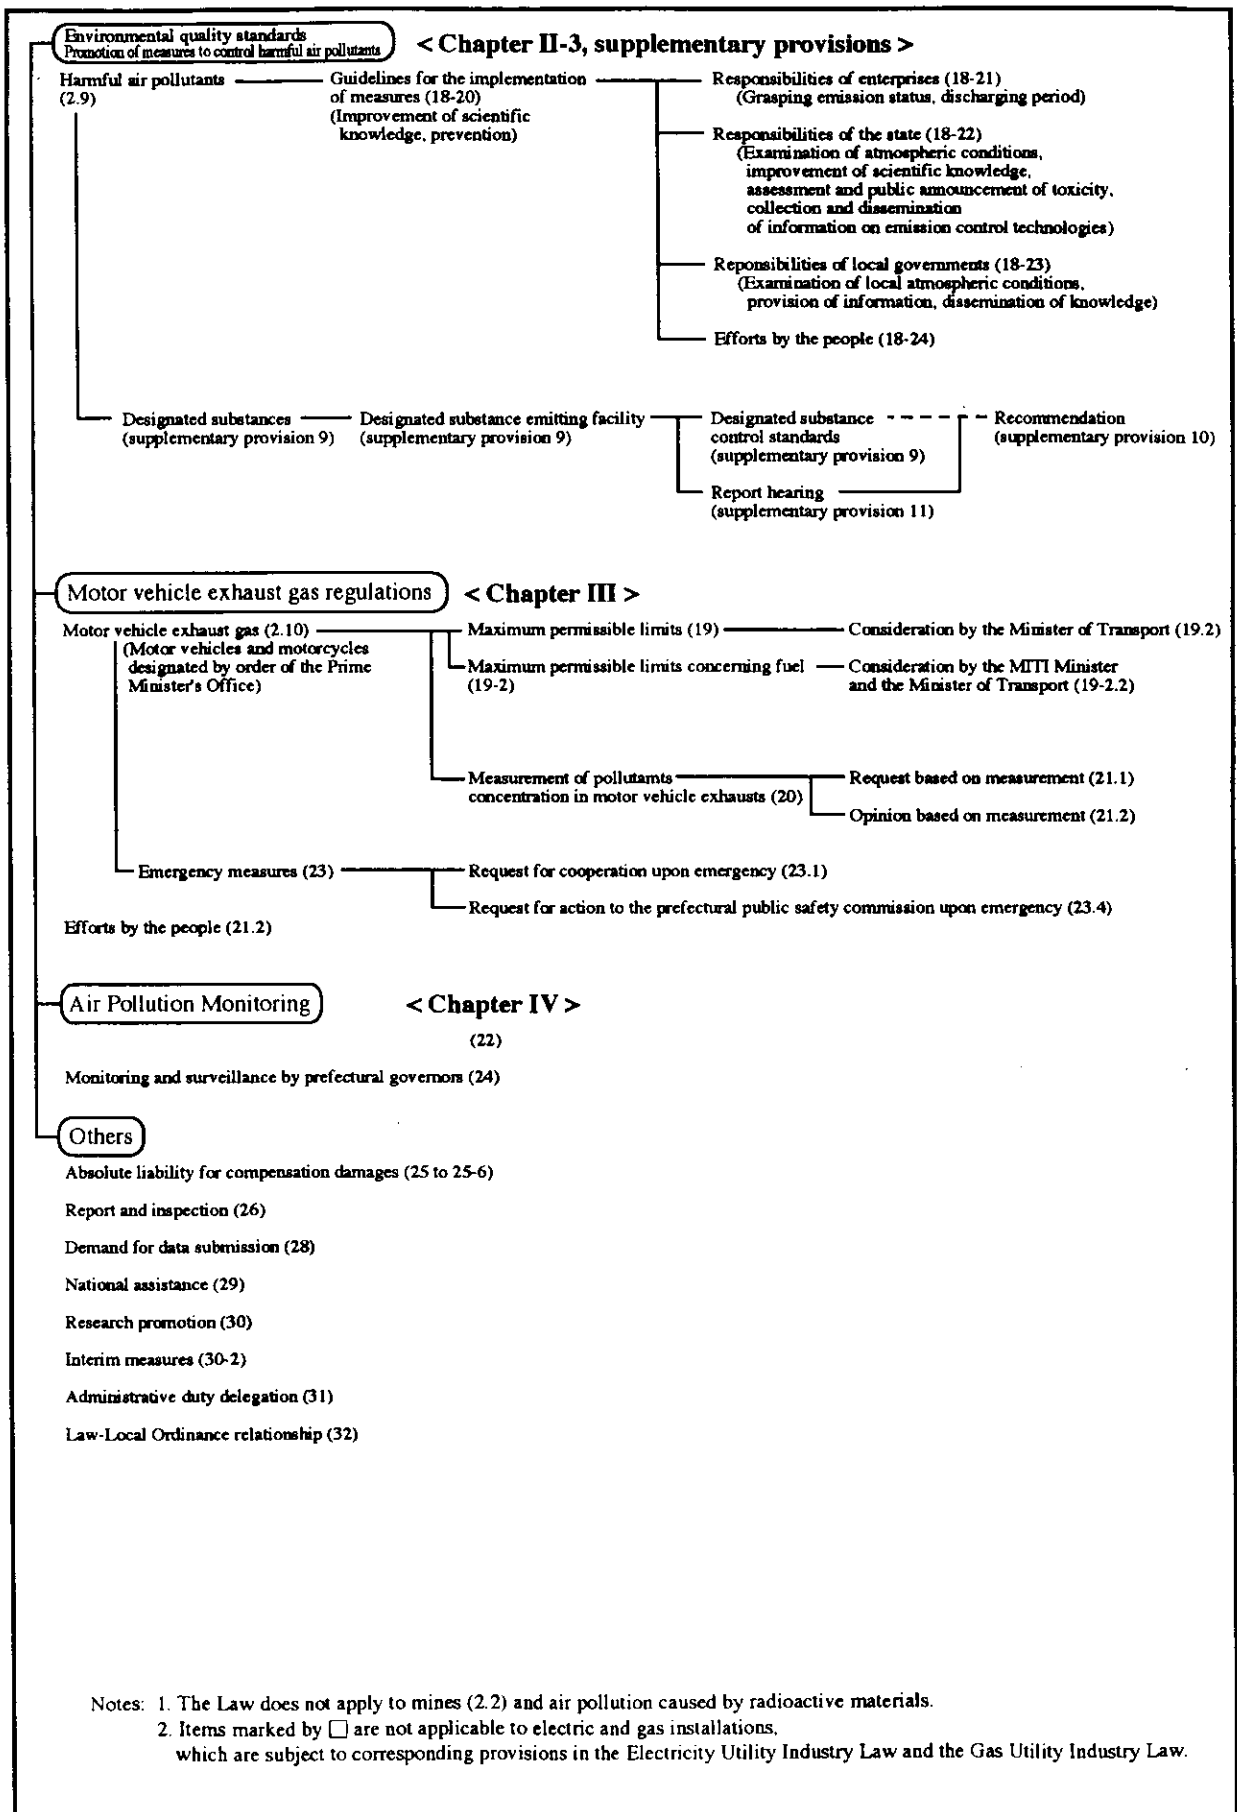 Environmental quality standards
Promotion of measures to control harmful air pollutants
< Chapter II-3, supplementary provisions >
Harmful air pollutants
(2.9)
Guidelines for the implementation
of measures (18-20)
(Improvement of scientific
knowledge, prevention)
Responsibilities of enterprises (18-21)
(Grasping emission status, discharging period)
Responsibilities of the state (18-22)
(Examination of atmospheric conditions,
improvement of scientific knowledge,
assessment and public announcement of toxicity,
collection and dissemination
of information on emission control technologies)
Reponsibilities of local governments (18-23)
(Examination of local atmospheric conditions,
provision of information, dissemination of knowledge)
Efforts by the people (18-24)
Designated substances
(supplementary provision 9)
Designated substance emitting facility
(supplementary provision 9)
Designated substance
control standards
(supplementary provision 9)
Recommendation
(supplementary provision 10)
Report hearing
(supplementary provision 11)
Motor vehicle exhaust gas regulations
< Chapter III >
Motor vehicle exhaust gas (2.10)
(Motor vehicles and motorcycles
designated by order of the Prime
Minister's Office)
Maximum permissible limits (19)
Consideration by the Minister of Transport (19.2)
Maximum permissible limits concerning fuel
(19-2)
Consideration by the MITI Minister
and the Minister of Transport (19-2.2)
Measurement of pollutamts
concentration in motor vehicle exhausts (20)
Request based on measurement (21.1)
Opinion based on measurement (21.2)
Emergency measures (23)
Request for cooperation upon emergency (23.1)
Request for action to the prefectural public safety commission upon emergency (23.4)
Efforts by the people (21.2)
Air Pollution Monitoring
< Chapter IV >
(22)
Monitoring and surveillance by prefectural governors (24)
Others
Absolute liability for compensation damages (25 to 25-6)
Report and inspection (26)
Demand for data submission (28)
National assistance (29)
Research promotion (30)
Interim measures (30-2)
Administrative duty delegation (31)
Law-Local Ordinance relationship (32)
Notes: 1. The Law does not apply to mines (2.2) and air pollution caused by radioactive materials.
2. Items marked by □ are not applicable to electric and gas installations,
which are subject to corresponding provisions in the Electricity Utility Industry Law and the Gas Utility Industry Law.